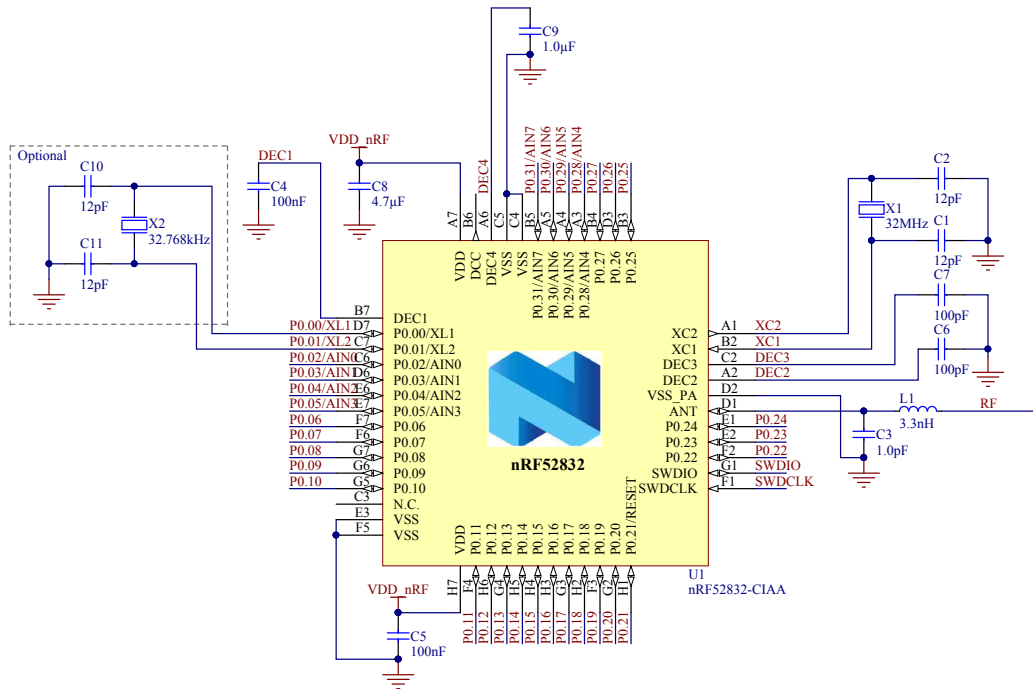 C9
1.0µF
VDD_nRF
Optional
DEC1
C10
12pF
X2
32.768kHz
C11
12pF
C4
100nF
C8
4.7µF
DEC4
P0.31/AIN7
P0.30/AIN6
P0.29/AIN5
P0.28/AIN4
P0.27
P0.26
P0.25
C2
12pF
X1
32MHz
C1
12pF
C7
100pF
C6
100pF
A7
B6
A6
C5
C4
B5
A5
A4
A3
B4
D3
B3
VDD
DCC
DEC4
VSS
VSS
P0.31/AIN7
P0.30/AIN6
P0.29/AIN5
P0.28/AIN4
P0.27
P0.26
P0.25
B7 DEC1
P0.00/XL1 D7 P0.00/XL1
P0.01/XL2 C7 P0.01/XL2
P0.02/AIN0 C6 P0.02/AIN0
P0.03/AIN1 D6 P0.03/AIN1
P0.04/AIN2 E6 P0.04/AIN2
P0.05/AIN3 E7 P0.05/AIN3
P0.06 F7 P0.06
P0.07 F6 P0.07
P0.08 G7 P0.08
P0.09 G6 P0.09
P0.10 G5 P0.10
C3 N.C.
E3 VSS
F5 VSS
XC2 A1 XC2
XC1 B2 XC1
DEC3 C2 DEC3
DEC2 A2 DEC2
VSS_PA D2
ANT D1
P0.24 E1 P0.24
P0.23 E2 P0.23
P0.22 F2 P0.22
SWDIO G1 SWDIO
SWDCLK F1 SWDCLK
L1
3.3nH
RF
C3
1.0pF
nRF52832
VDD
P0.11
P0.12
P0.13
P0.14
P0.15
P0.16
P0.17
P0.18
P0.19
P0.20
P0.21/RESET
H7
F4
H6
G4
H5
H4
H3
G3
H2
F3
G2
H1
U1
nRF52832-CIAA
VDD_nRF
C5
100nF
P0.11
P0.12
P0.13
P0.14
P0.15
P0.16
P0.17
P0.18
P0.19
P0.20
P0.21